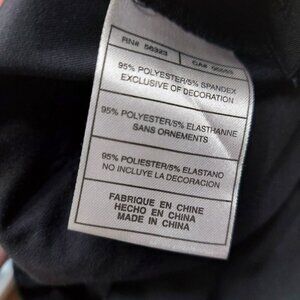 RN# 56323 CA#
95% POLYESTER/5% SPANDEX
EXCLUSIVE OF DECORATION
95% POLYESTER/5% ELASTHANNE
SANS ORNEMENTS
95% POLIESTER/5% ELASTANO
NO INCLUYE LA DECORACION
FABRIQUE EN CHINE
HECHO EN CHINA
MADE IN CHINA